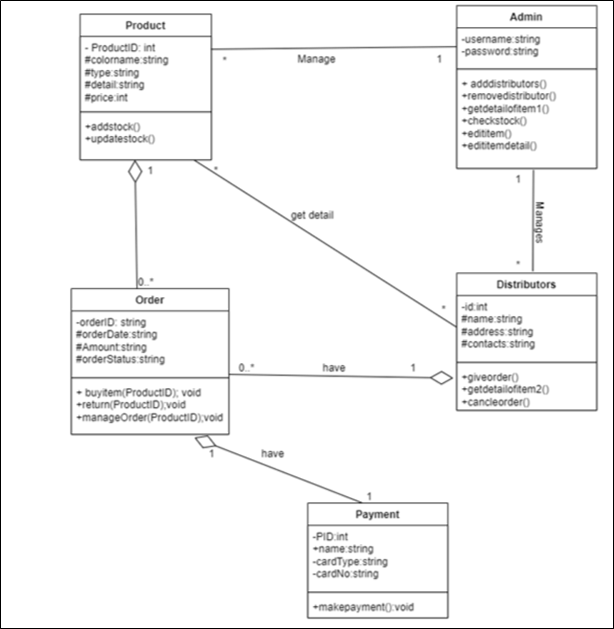 Product
- ProductID: int
#colorname:string
#type:string
#detail:string
#price:int
+addstock()
+updatestock()
Admin
-username:string
-password:string
+ adddistributors()
+removedistributor()
+getdetailofitem1()
+checkstock()
+edititem()
+edititemdetail()
* Manage 1
1
*
get detail
1
Manages
*
0..*
*
Order
-orderID: string
#orderDate:string
#Amount:string
#orderStatus:string
+ buyitem(ProductID); void
+return(ProductID);void
+manageOrder(ProductID);void
Distributors
-id:int
#name:string
#address:string
#contacts:string
+giveorder()
+getdetailofitem2()
+cancleorder()
0..* have 1
1 have
1
Payment
-PID:int
+name:string
-cardType:string
-cardNo:string
+makepayment():void